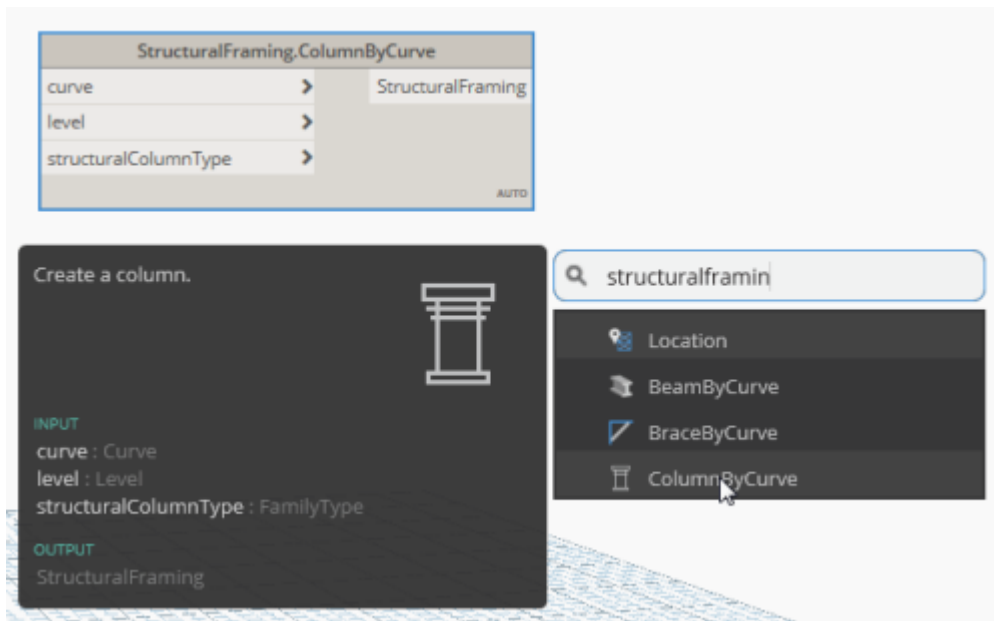 StructuralFraming.ColumnByCurve
curve > StructuralFraming
level >
structuralColumnType >
AUTO
Create a column.
INPUT
curve : Curve
level : Level
structuralColumnType : FamilyType
OUTPUT
StructuralFraming
structuralframin
Location
BeamByCurve
BraceByCurve
ColumnByCurve